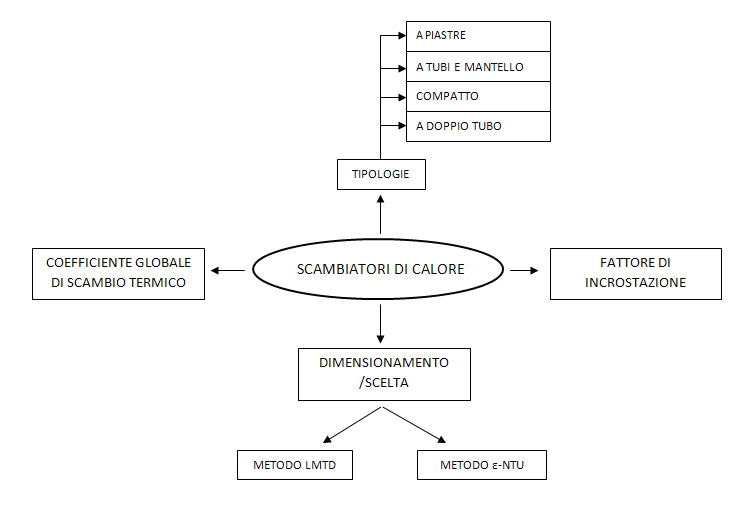 A PIASTRE
A TUBI E MANTELLO
COMPATTO
A DOPPIO TUBO
TIPOLOGIE
COEFFICIENTE GLOBALE
DI SCAMBIO TERMICO
SCAMBIATORI DI CALORE
FATTORE DI
INCROSTAZIONE
DIMENSIONAMENTO
/SCELTA
METODO LMTD
METODO ε-NTU